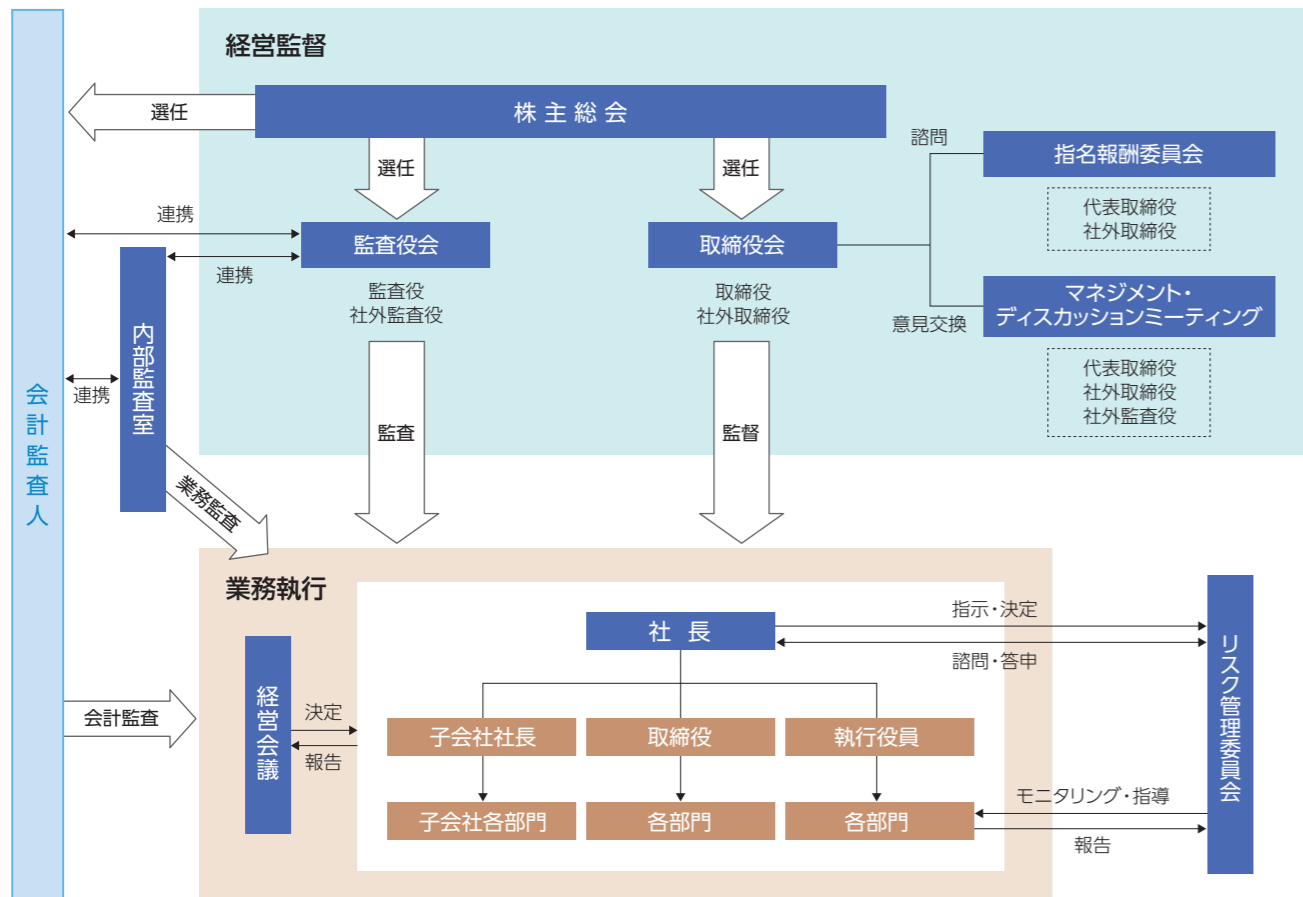 経営監督
株主総会
選任
選任
選任
諮問
指名報酬委員会
代表取締役
社外取締役
連携
監査役会
連携
監査役
社外監査役
取締役会
取締役
社外取締役
意見交換
マネジメント・
ディスカッションミーティング
代表取締役
社外取締役
社外監査役
内部監査室
連携
会計監査人
監査
監督
業務監査
業務執行
社長
指示・決定
諮問・答申
リスク管理委員会
会計監査
経営会議
決定
報告
子会社社長
取締役
執行役員
子会社各部門
各部門
各部門
モニタリング・指導
報告